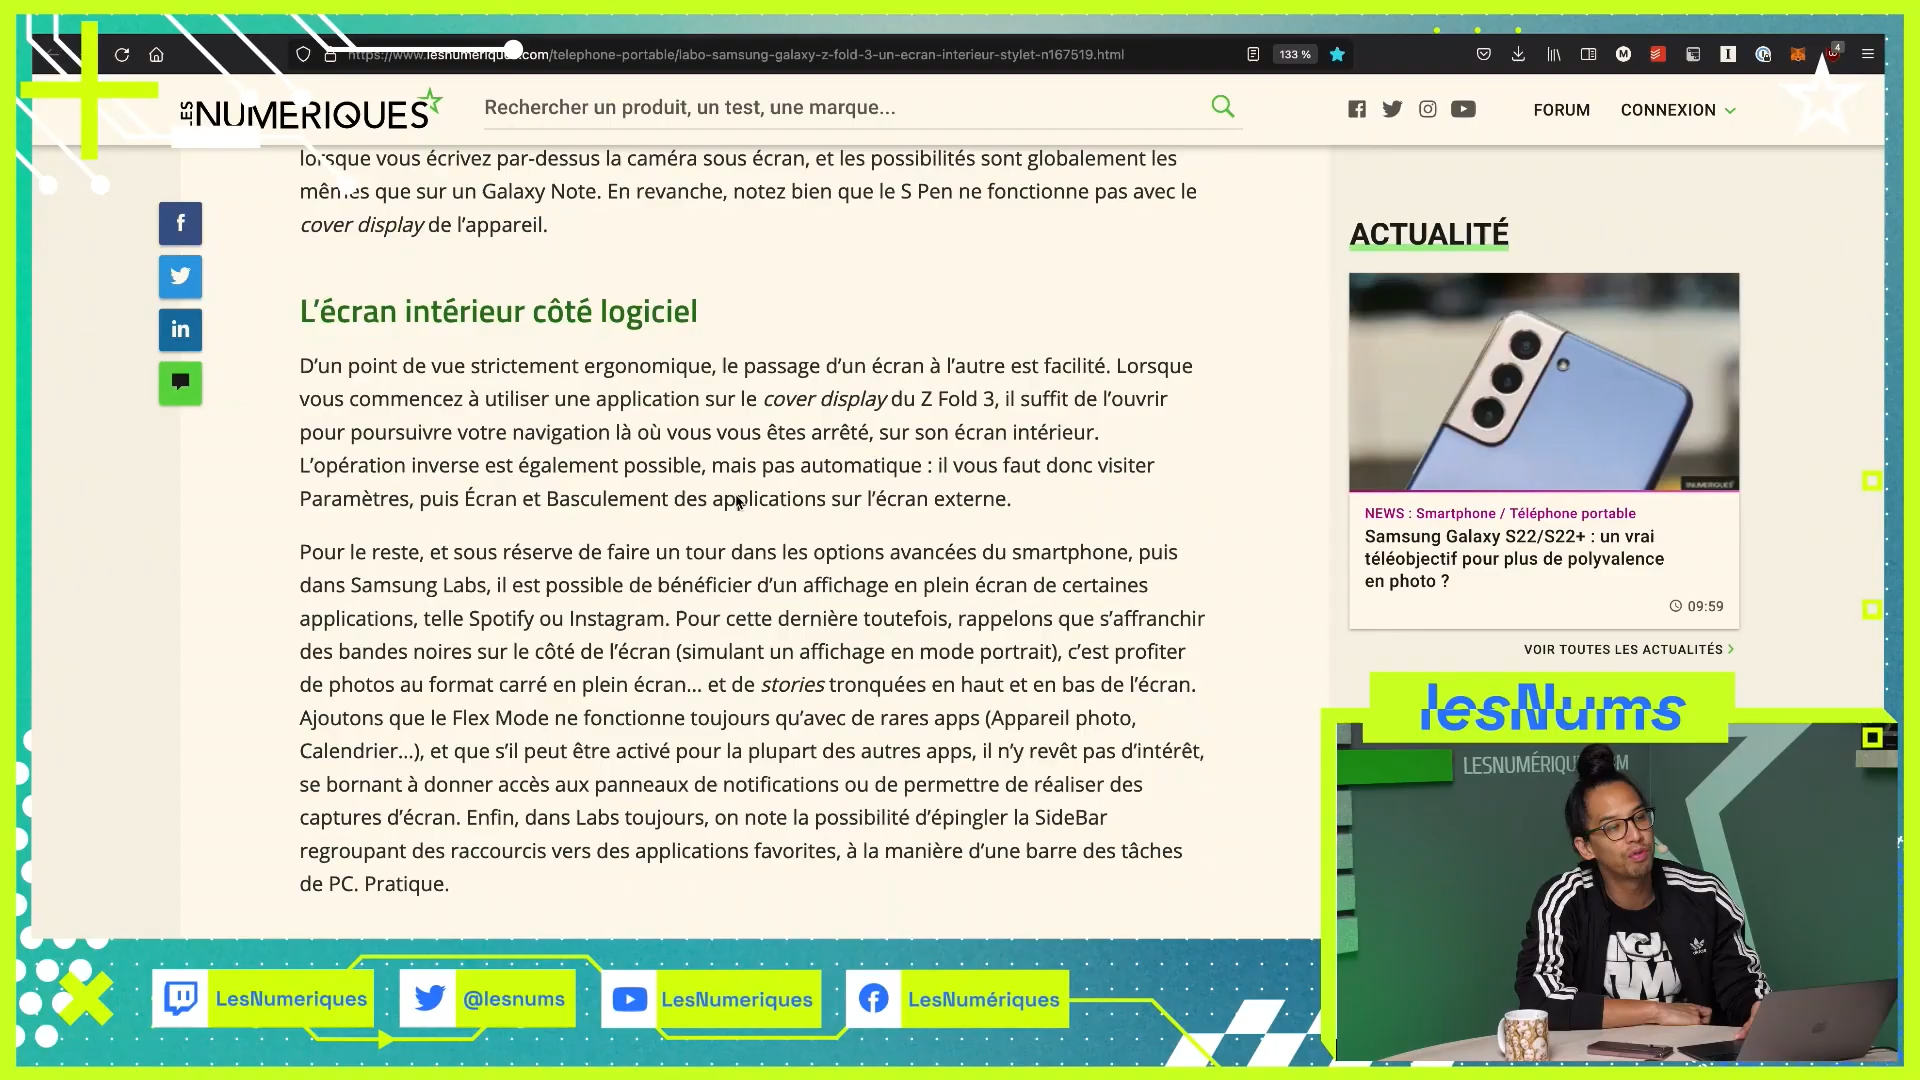 https://www.lesnumeriques.com/telephone-portable/labo-samsung-galaxy-z-fold-3-un-ecran-interieur-stylet-n167519.html
133 %
4
LES NUMERIQUES
Rechercher un produit, un test, une marque...
FORUM
CONNEXION
lorsque vous écrivez par-dessus la caméra sous écran, et les possibilités sont globalement les
mêmes que sur un Galaxy Note. En revanche, notez bien que le S Pen ne fonctionne pas avec le
cover display de l’appareil.
L’écran intérieur côté logiciel
D’un point de vue strictement ergonomique, le passage d’un écran à l’autre est facilité. Lorsque
vous commencez à utiliser une application sur le cover display du Z Fold 3, il suffit de l’ouvrir
pour poursuivre votre navigation là où vous vous êtes arrêté, sur son écran intérieur.
L’opération inverse est également possible, mais pas automatique : il vous faut donc visiter
Paramètres, puis Écran et Basculement des applications sur l’écran externe.
Pour le reste, et sous réserve de faire un tour dans les options avancées du smartphone, puis
dans Samsung Labs, il est possible de bénéficier d’un affichage en plein écran de certaines
applications, telle Spotify ou Instagram. Pour cette dernière toutefois, rappelons que s’affranchir
des bandes noires sur le côté de l’écran (simulant un affichage en mode portrait), c’est profiter
de photos au format carré en plein écran… et de stories tronquées en haut et en bas de l’écran.
Ajoutons que le Flex Mode ne fonctionne toujours qu’avec de rares apps (Appareil photo,
Calendrier…), et que s’il peut être activé pour la plupart des autres apps, il n’y revêt pas d’intérêt,
se bornant à donner accès aux panneaux de notifications ou de permettre de réaliser des
captures d’écran. Enfin, dans Labs toujours, on note la possibilité d’épingler la SideBar
regroupant des raccourcis vers des applications favorites, à la manière d’une barre des tâches
de PC. Pratique.
ACTUALITÉ
NEWS : Smartphone / Téléphone portable
Samsung Galaxy S22/S22+ : un vrai
téléobjectif pour plus de polyvalence
en photo ?
09:59
VOIR TOUTES LES ACTUALITÉS
lesNums
adidas
LesNumeriques
@lesnums
LesNumeriques
LesNumériques